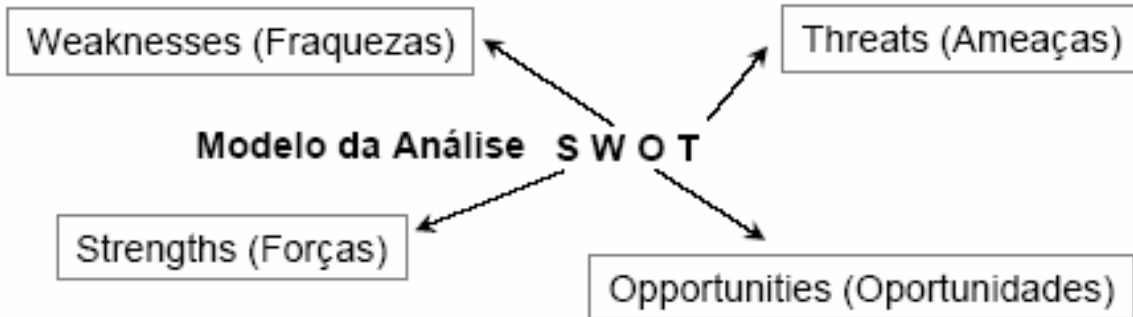 Weaknesses (Fraquezas)
Threats (Ameaças)
Modelo da Análise S W O T
Strengths (Forças)
Opportunities (Oportunidades)